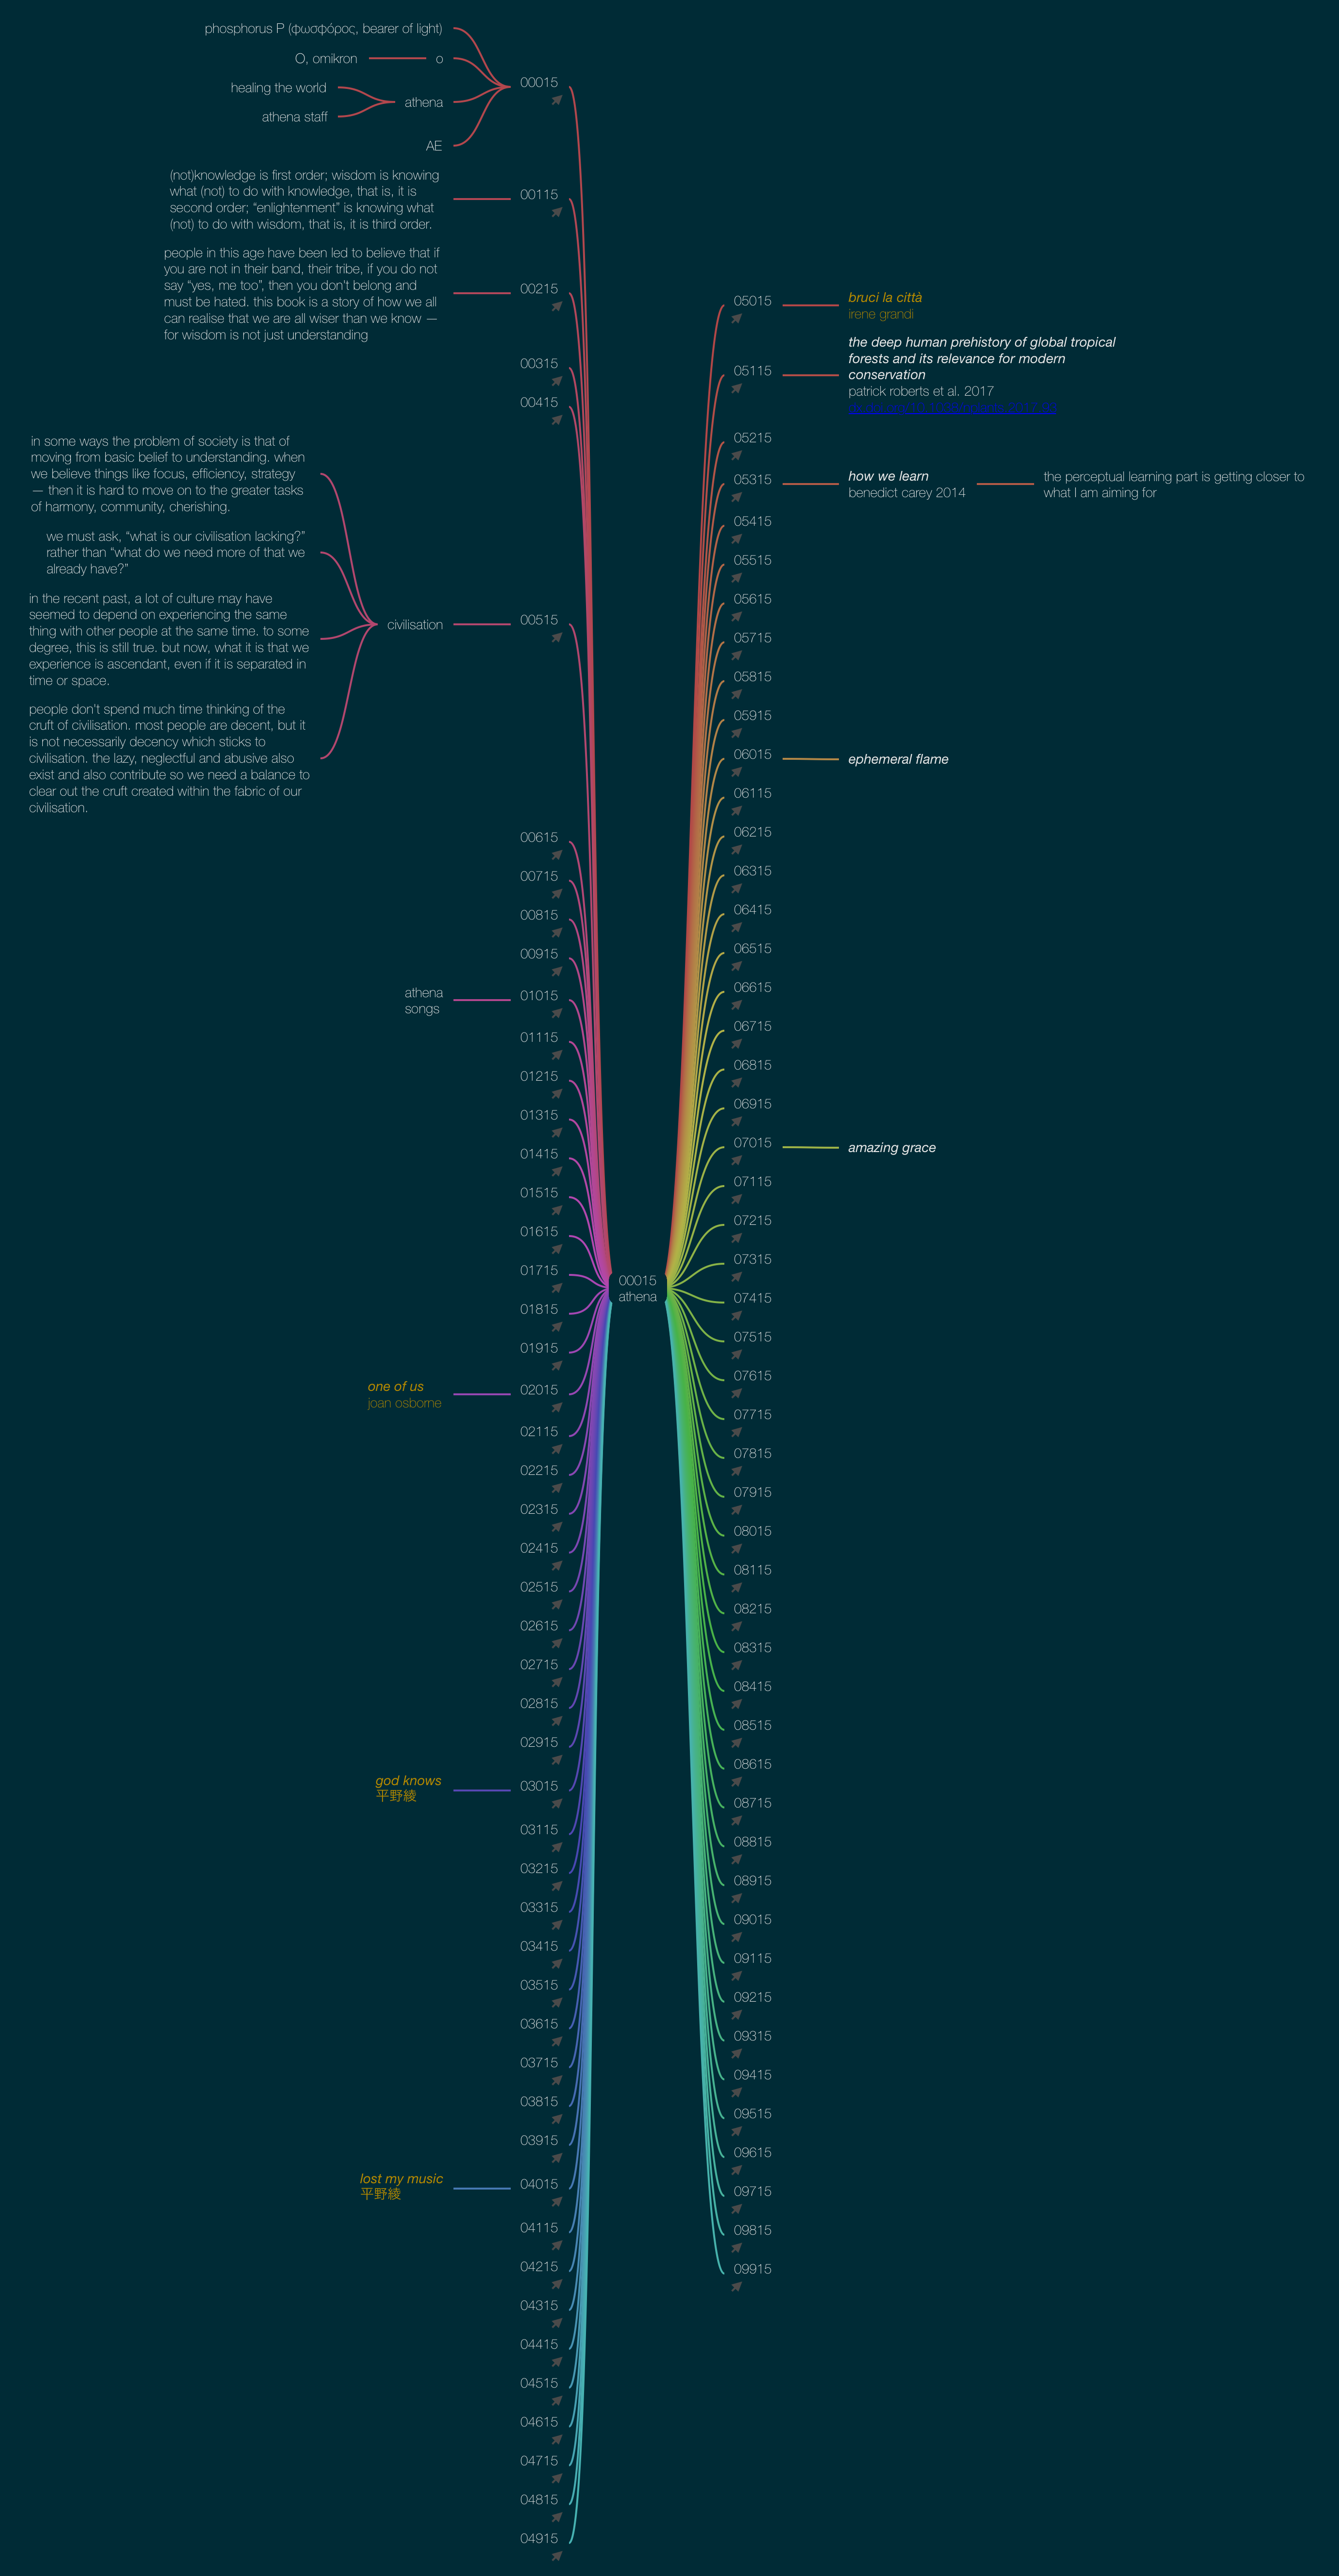 phosphorus P (φωσφόρος, bearer of light)
O, omikron
o
healing the world
athena staff
athena
AE
00015
(not)knowledge is first order; wisdom is knowing
what (not) to do with knowledge, that is, it is
second order; “enlightenment” is knowing what
(not) to do with wisdom, that is, it is third order.
00115
people in this age have been led to believe that if
you are not in their band, their tribe, if you do not
say “yes, me too”, then you don't belong and
must be hated. this book is a story of how we all
can realise that we are all wiser than we know —
for wisdom is not just understanding
00215
00315
00415
in some ways the problem of society is that of
moving from basic belief to understanding. when
we believe things like focus, efficiency, strategy
— then it is hard to move on to the greater tasks
of harmony, community, cherishing.
we must ask, “what is our civilisation lacking?”
rather than “what do we need more of that we
already have?”
in the recent past, a lot of culture may have
seemed to depend on experiencing the same
thing with other people at the same time. to some
degree, this is still true. but now, what it is that we
experience is ascendant, even if it is separated in
time or space.
people don't spend much time thinking of the
cruft of civilisation. most people are decent, but it
is not necessarily decency which sticks to
civilisation. the lazy, neglectful and abusive also
exist and also contribute so we need a balance to
clear out the cruft created within the fabric of our
civilisation.
civilisation
00515
00615
00715
00815
00915
athena
songs
01015
01115
01215
01315
01415
01515
01615
01715
01815
01915
one of us
joan osborne
02015
02115
02215
02315
02415
02515
02615
02715
02815
02915
god knows
平野綾
03015
03115
03215
03315
03415
03515
03615
03715
03815
03915
lost my music
平野綾
04015
04115
04215
04315
04415
04515
04615
04715
04815
04915
00015
athena
05015
bruci la città
irene grandi
05115
the deep human prehistory of global tropical
forests and its relevance for modern
conservation
patrick roberts et al. 2017
05215
05315
how we learn
benedict carey 2014
the perceptual learning part is getting closer to
what I am aiming for
05415
05515
05615
05715
05815
05915
06015
ephemeral flame
06115
06215
06315
06415
06515
06615
06715
06815
06915
07015
amazing grace
07115
07215
07315
07415
07515
07615
07715
07815
07915
08015
08115
08215
08315
08415
08515
08615
08715
08815
08915
09015
09115
09215
09315
09415
09515
09615
09715
09815
09915